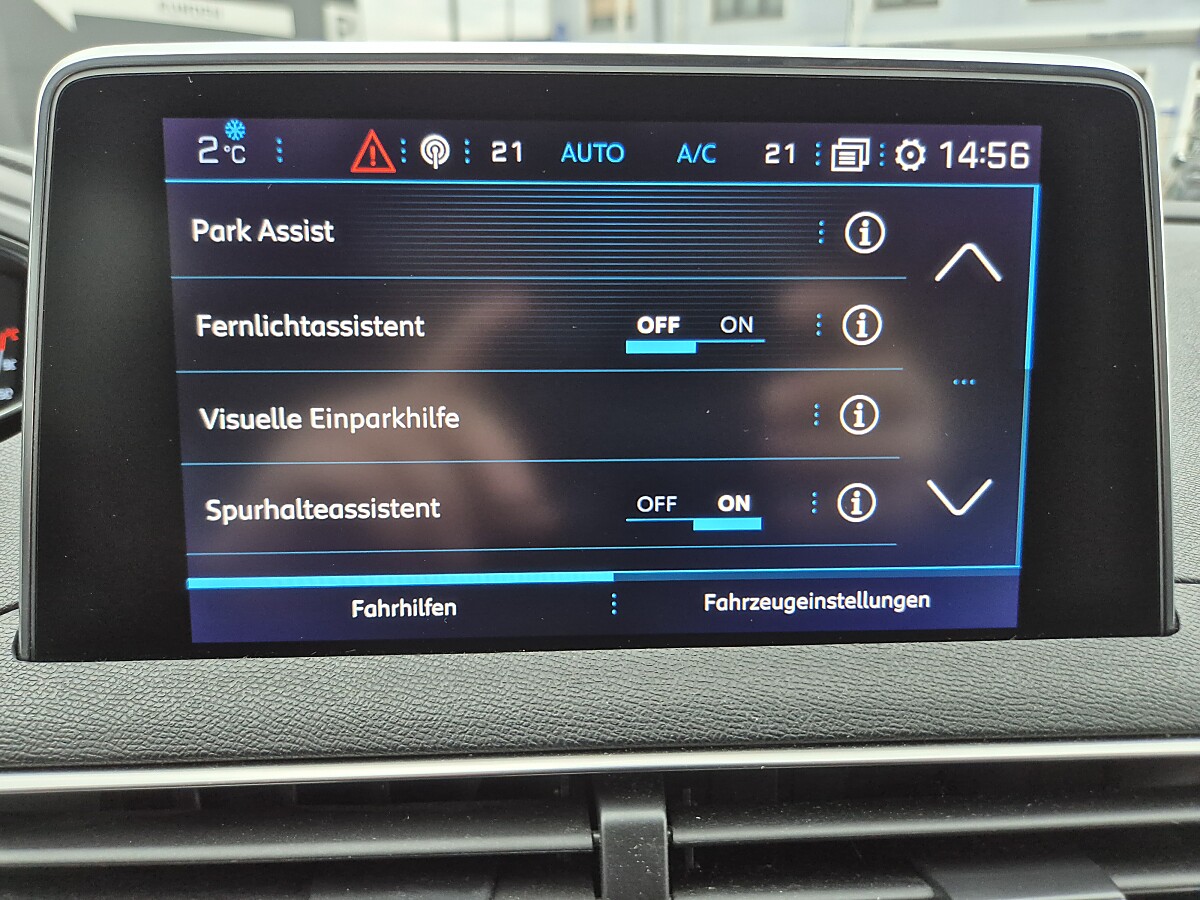 2°C 21 AUTO A/C 21 14:56
Park Assist
Fernlichtassistent OFF ON
Visuelle Einparkhilfe
Spurhalteassistent OFF ON
Fahrhilfen Fahrzeugeinstellungen